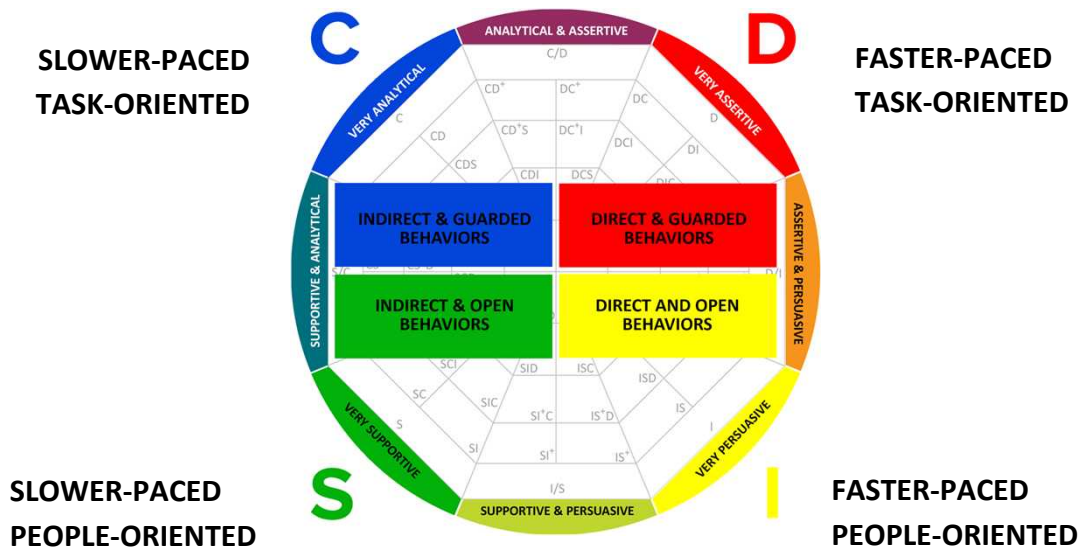 C
D
SLOWER-PACED
TASK-ORIENTED
FASTER-PACED
TASK-ORIENTED
ANALYTICAL & ASSERTIVE
VERY ANALYTICAL
VERY ASSERTIVE
C/D
CD⁺
DC⁺
C
DC
CD
CD⁺S
DC⁺I
D
DCI
DI
CDS
CDI
DCS
SUPPORTIVE & ANALYTICAL
INDIRECT & GUARDED
BEHAVIORS
DIRECT & GUARDED
BEHAVIORS
ASSERTIVE & PERSUASIVE
S/C
D/I
INDIRECT & OPEN
BEHAVIORS
DIRECT AND OPEN
BEHAVIORS
SCI
SID
ISC
ISD
SC
SIC
IS
S
SI⁺C
IS⁺D
I
SI
SI⁺
IS⁺
VERY SUPPORTIVE
VERY PERSUASIVE
I/S
SUPPORTIVE & PERSUASIVE
S
I
SLOWER-PACED
PEOPLE-ORIENTED
FASTER-PACED
PEOPLE-ORIENTED